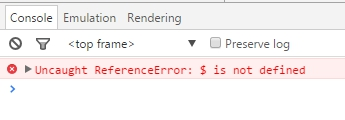 Console Emulation Rendering
<top frame> Preserve log
Uncaught ReferenceError: $ is not defined